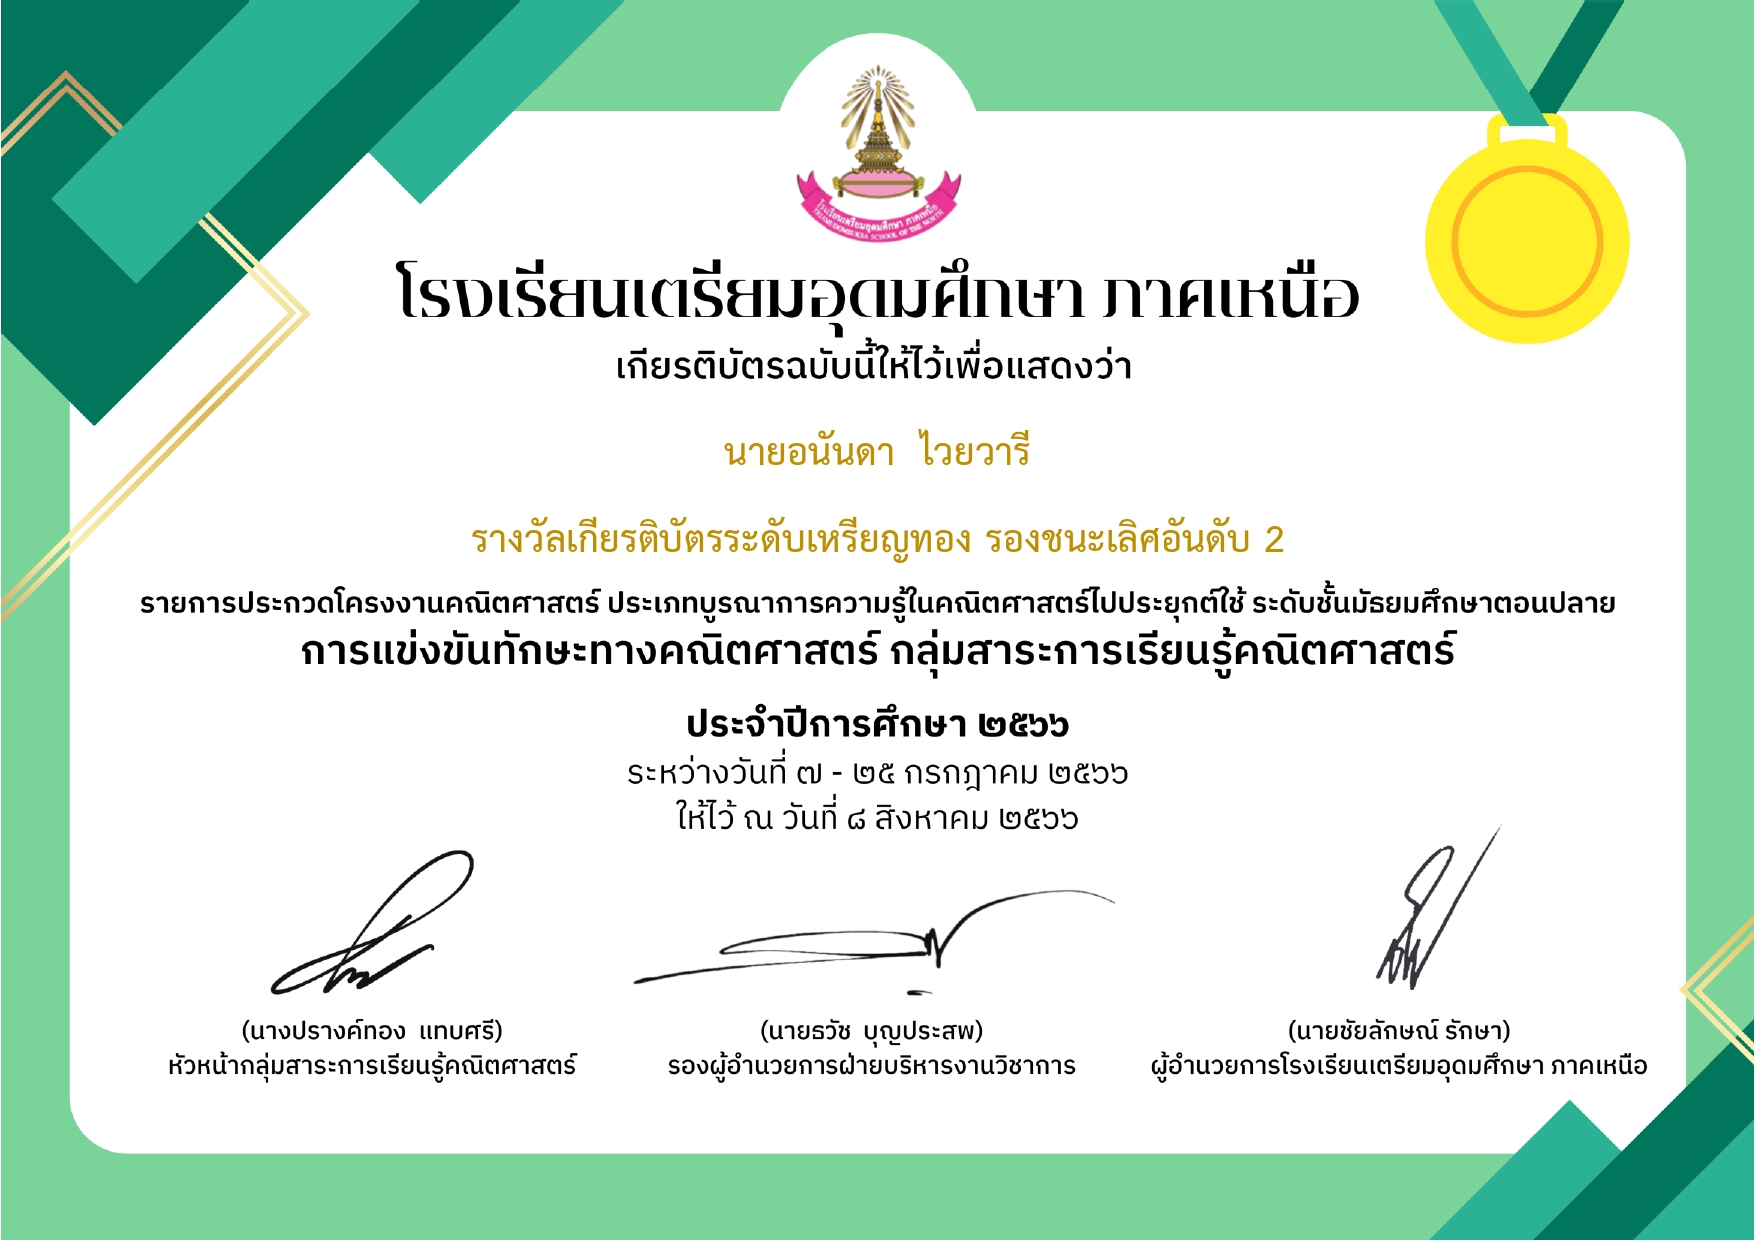 โรงเรียนเตรียมอุดมศึกษา ภาคเหนือ
TRIAMUDOMSUKSA SCHOOL OF THE NORTH
โรงเรียนเตรียมอุดมศึกษา ภาคเหนือ
เกียรติบัตรฉบับนี้ให้ไว้เพื่อแสดงว่า
นายอนันดา ไวยวารี
รางวัลเกียรติบัตรระดับเหรียญทอง รองชนะเลิศอันดับ 2
รายการประกวดโครงงานคณิตศาสตร์ ประเภทบูรณาการความรู้ในคณิตศาสตร์ไปประยุกต์ใช้ ระดับชั้นมัธยมศึกษาตอนปลาย
การแข่งขันทักษะทางคณิตศาสตร์ กลุ่มสาระการเรียนรู้คณิตศาสตร์
ประจำปีการศึกษา ๒๕๖๖
ระหว่างวันที่ ๗ - ๒๕ กรกฎาคม ๒๕๖๖
ให้ไว้ ณ วันที่ ๘ สิงหาคม ๒๕๖๖
(นางปรางค์ทอง แทบศรี)
หัวหน้ากลุ่มสาระการเรียนรู้คณิตศาสตร์
(นายธวัช บุญประสพ)
รองผู้อำนวยการฝ่ายบริหารงานวิชาการ
(นายชัยลักษณ์ รักษา)
ผู้อำนวยการโรงเรียนเตรียมอุดมศึกษา ภาคเหนือ